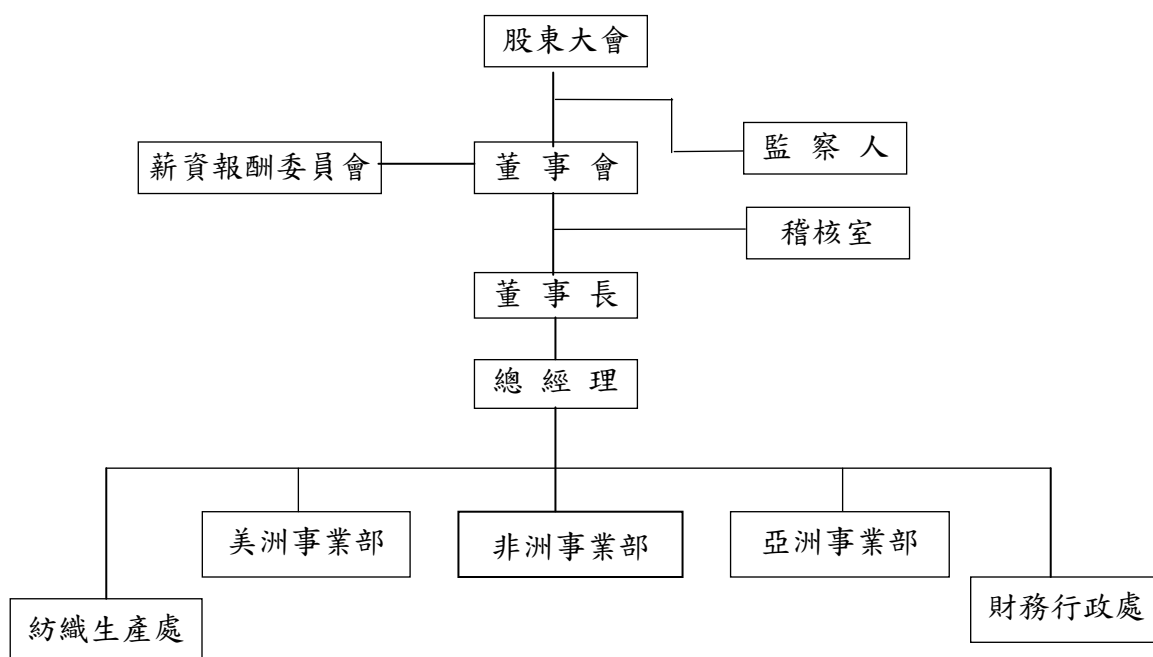 股東大會
監 察 人
薪資報酬委員會
董 事 會
稽核室
董 事 長
總 經 理
美洲事業部
非洲事業部
亞洲事業部
紡織生產處
財務行政處